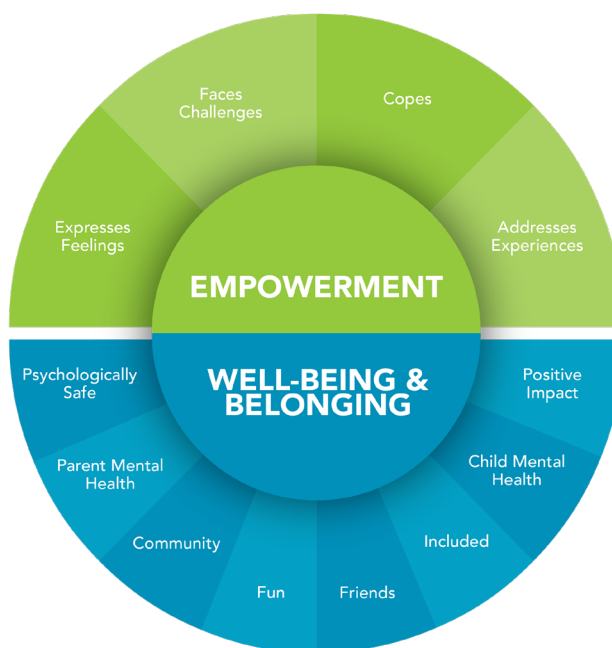 Faces
Challenges
Copes
Expresses
Feelings
Addresses
Experiences
EMPOWERMENT
WELL-BEING &
BELONGING
Psychologically
Safe
Positive
Impact
Parent Mental
Health
Child Mental
Health
Community
Included
Fun
Friends